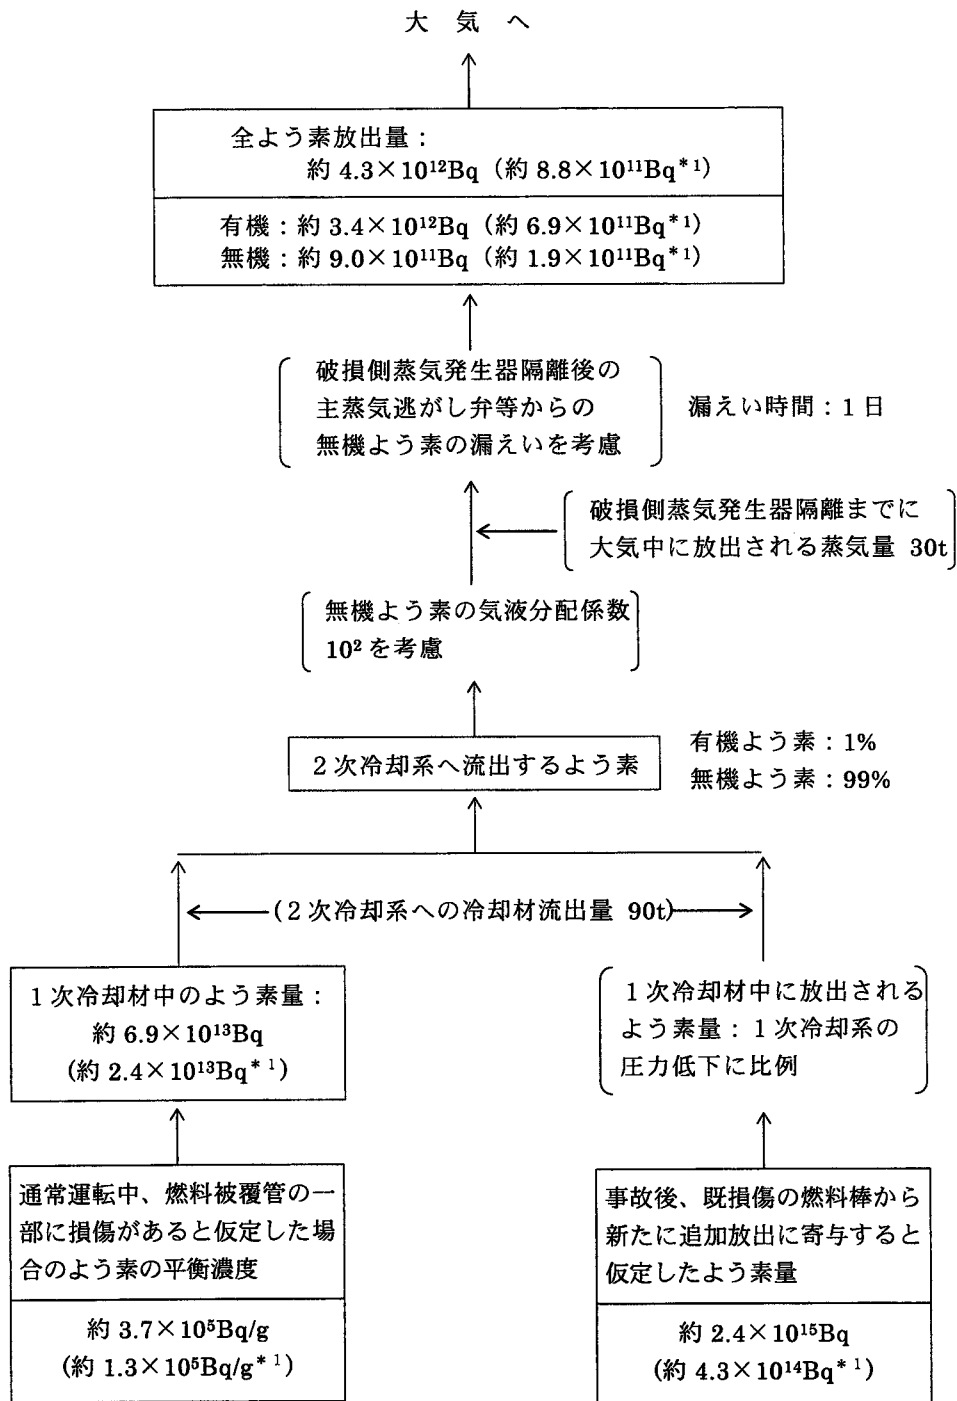 大 気 へ
全よう素放出量：
約 4.3×10¹²Bq（約 8.8×10¹¹Bq*¹）
有機：約 3.4×10¹²Bq（約 6.9×10¹¹Bq*¹）
無機：約 9.0×10¹¹Bq（約 1.9×10¹¹Bq*¹）
破損側蒸気発生器隔離後の
主蒸気逃がし弁等からの
無機よう素の漏えいを考慮
漏えい時間：1 日
破損側蒸気発生器隔離までに
大気中に放出される蒸気量 30t
無機よう素の気液分配係数
10² を考慮
2 次冷却系へ流出するよう素
有機よう素：1%
無機よう素：99%
(2 次冷却系への冷却材流出量 90t)
1 次冷却材中のよう素量：
約 6.9×10¹³Bq
(約 2.4×10¹³Bq*¹)
1 次冷却材中に放出される
よう素量：1 次冷却系の
圧力低下に比例
通常運転中、燃料被覆管の一
部に損傷があると仮定した場
合のよう素の平衡濃度
約 3.7×10⁵Bq/g
(約 1.3×10⁵Bq/g*¹)
事故後、既損傷の燃料棒から
新たに追加放出に寄与すると
仮定したよう素量
約 2.4×10¹⁵Bq
(約 4.3×10¹⁴Bq*¹)